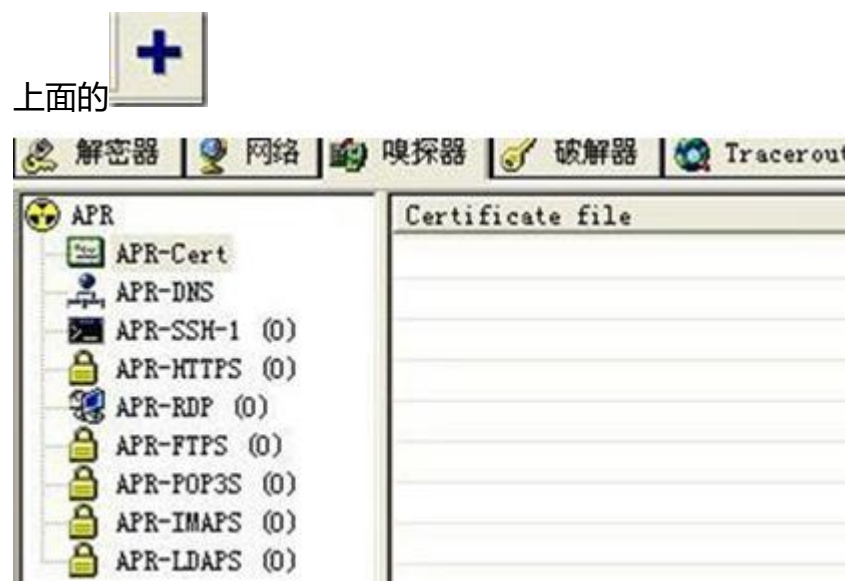 上面的
解密器 网络 嗅探器 破解器 Tracerout
APR Certificate file
APR-Cert
APR-DNS
APR-SSH-1 (0)
APR-HTTPS (0)
APR-RDP (0)
APR-FTPS (0)
APR-POP3S (0)
APR-IMAPS (0)
APR-LDAPS (0)